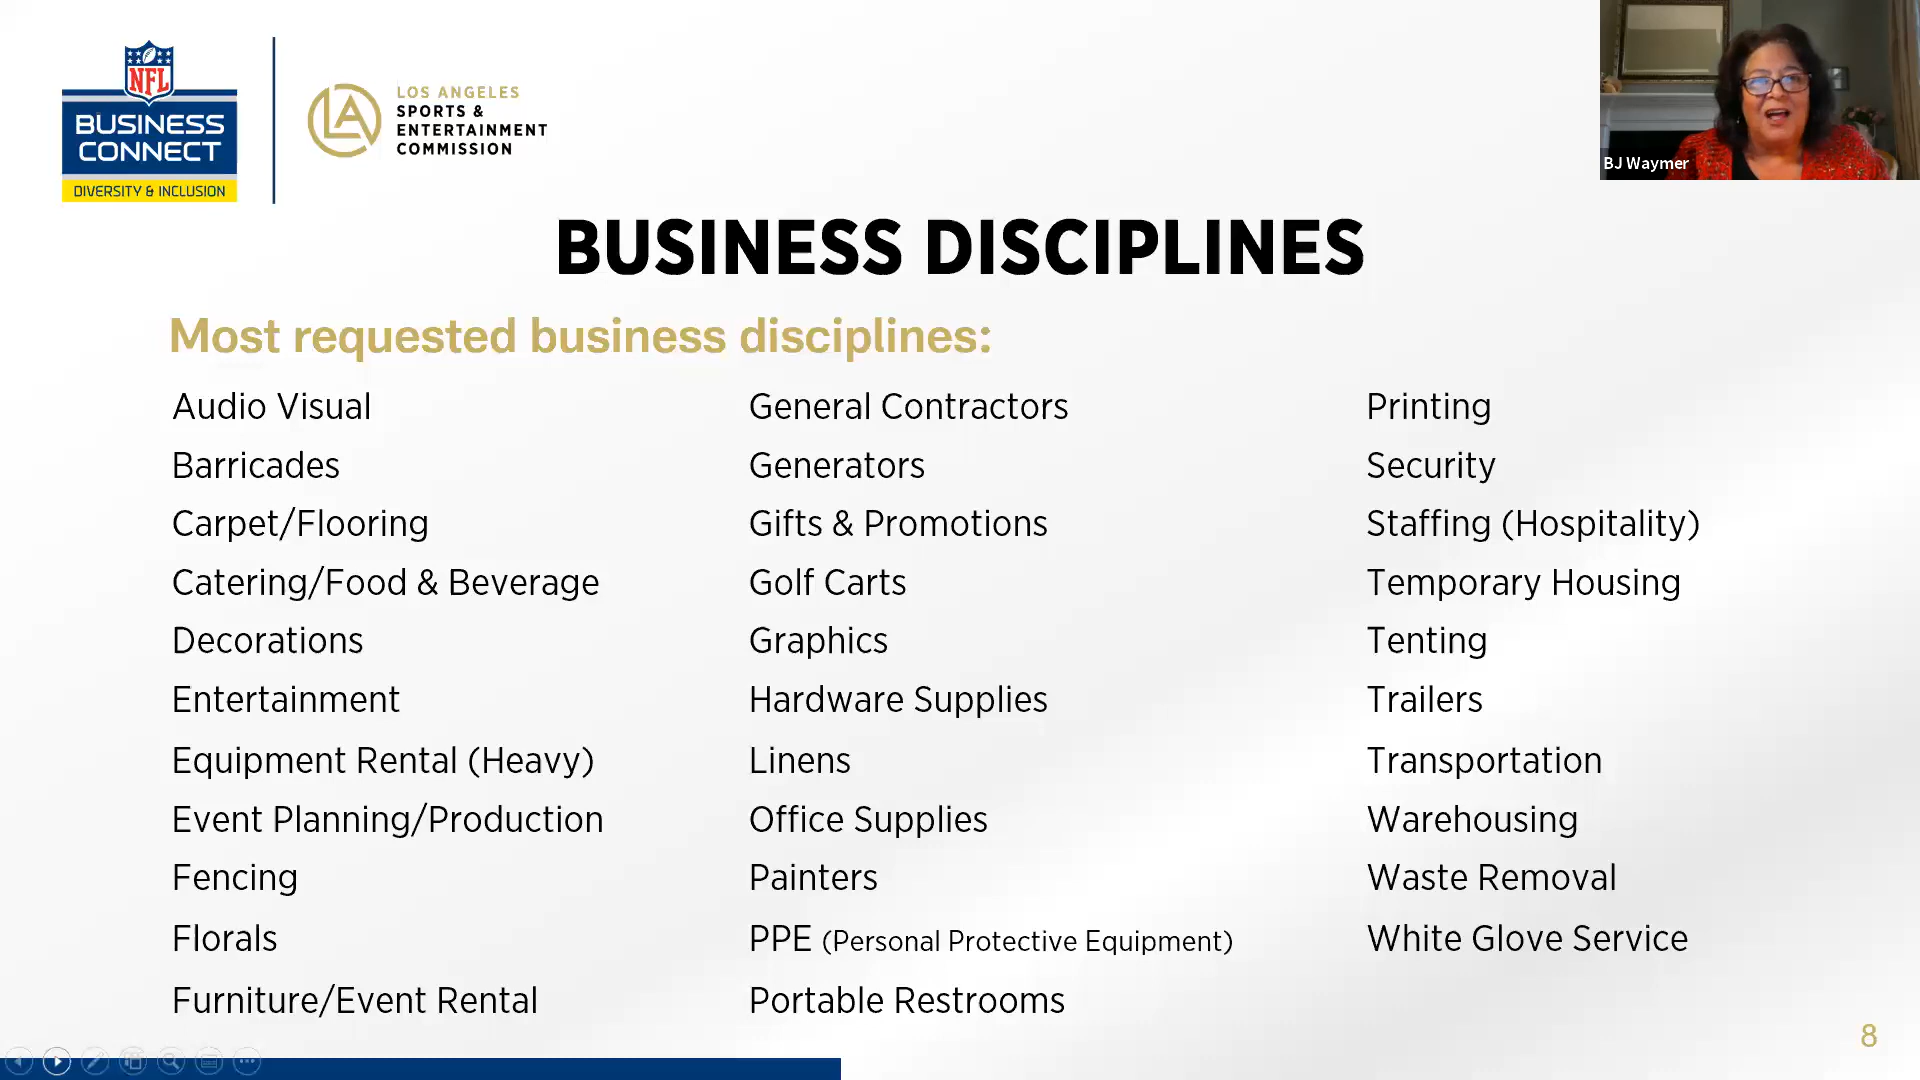 NFL
BUSINESS
CONNECT
DIVERSITY & INCLUSION
LA
LOS ANGELES
SPORTS &
ENTERTAINMENT
COMMISSION
BJ Waymer
BUSINESS DISCIPLINES
Most requested business disciplines:
Audio Visual
Barricades
Carpet/Flooring
Catering/Food & Beverage
Decorations
Entertainment
Equipment Rental (Heavy)
Event Planning/Production
Fencing
Florals
Furniture/Event Rental
General Contractors
Generators
Gifts & Promotions
Golf Carts
Graphics
Hardware Supplies
Linens
Office Supplies
Painters
PPE (Personal Protective Equipment)
Portable Restrooms
Printing
Security
Staffing (Hospitality)
Temporary Housing
Tenting
Trailers
Transportation
Warehousing
Waste Removal
White Glove Service
8